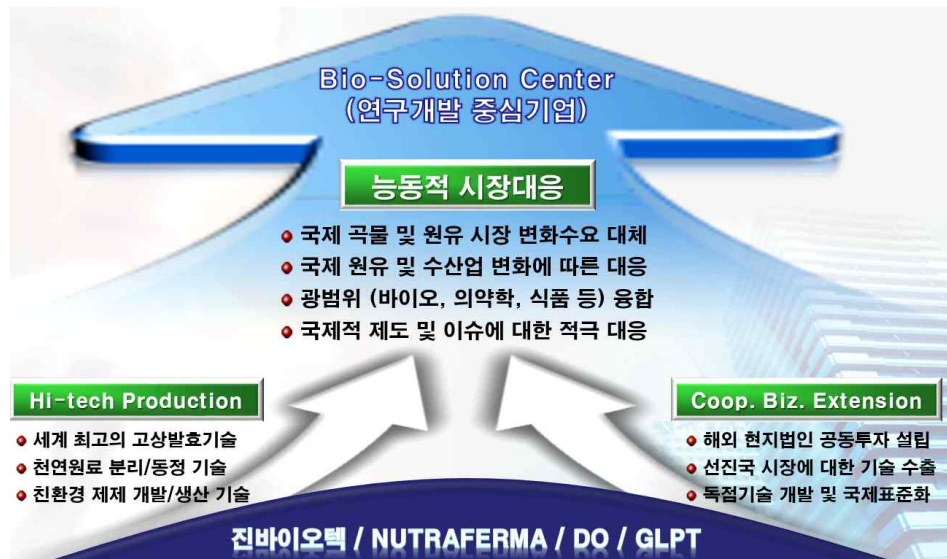 Bio-Solution Center
(연구개발 중심기업)
능동적 시장대응
국제 곡물 및 원유 시장 변화수요 대체
국제 원유 및 수산업 변화에 따른 대응
광범위 (바이오, 의약학, 식품 등) 융합
국제적 제도 및 이슈에 대한 적극 대응
Hi-tech Production
세계 최고의 고상발효기술
천연원료 분리/동정 기술
친환경 제제 개발/생산 기술
Coop. Biz. Extension
해외 현지법인 공동투자 설립
선진국 시장에 대한 기술 수출
독점기술 개발 및 국제표준화
진바이오텍 / NUTRAFERMA / DO / GLPT